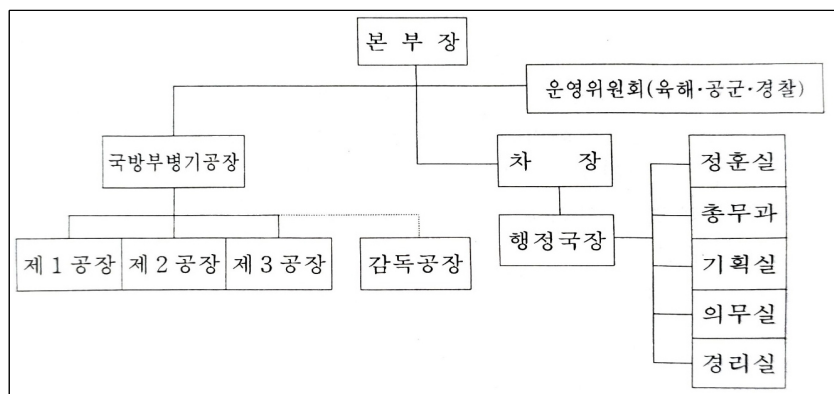 본 부 장
운영위원회(육해·공군·경찰)
국방부병기공장
차 장
정훈실
총무과
행정국장
제1공장
제2공장
제3공장
감독공장
기획실
의무실
경리실